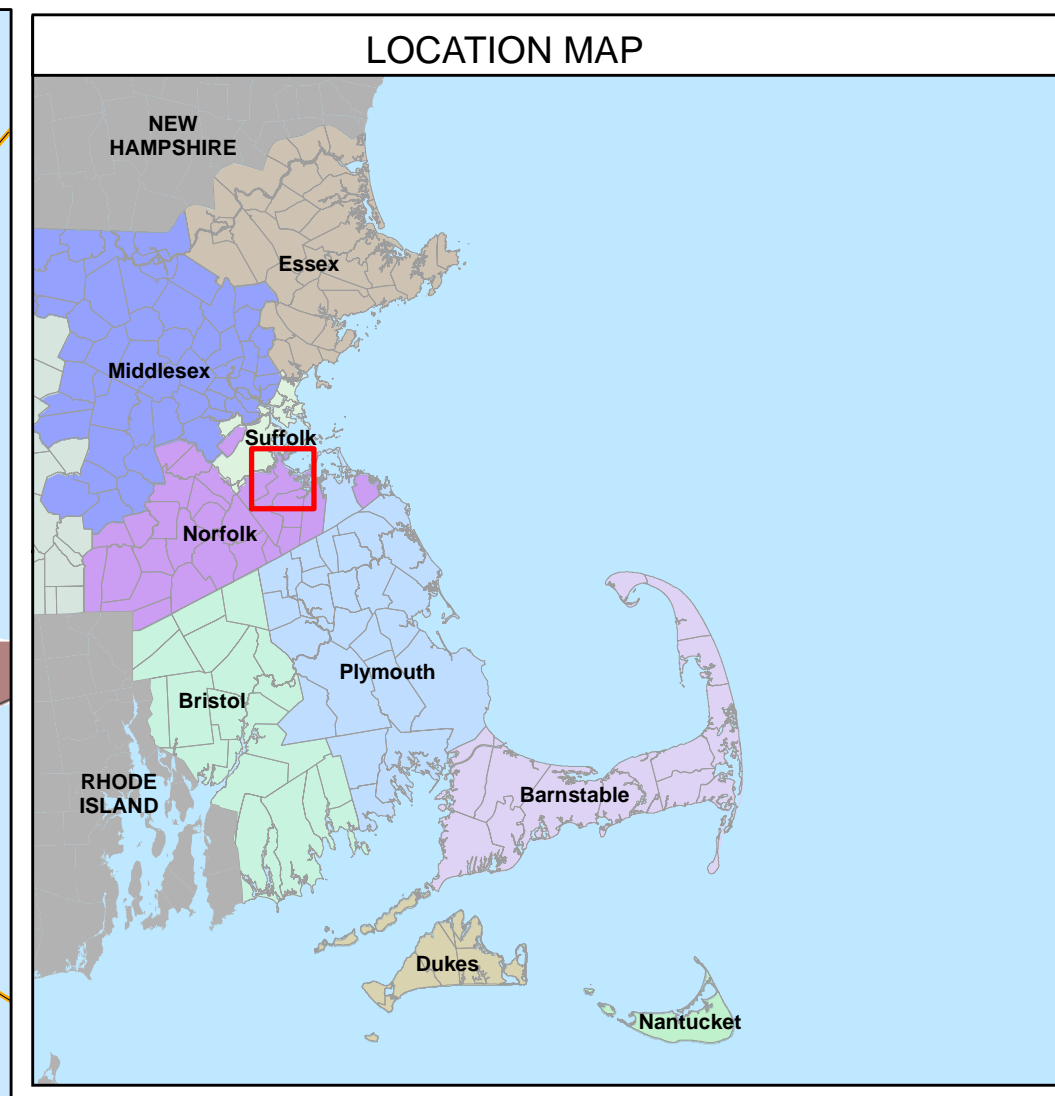 LOCATION MAP
NEW
HAMPSHIRE
Essex
Middlesex
Suffolk
Norfolk
Plymouth
Bristol
RHODE
ISLAND
Barnstable
Dukes
Nantucket